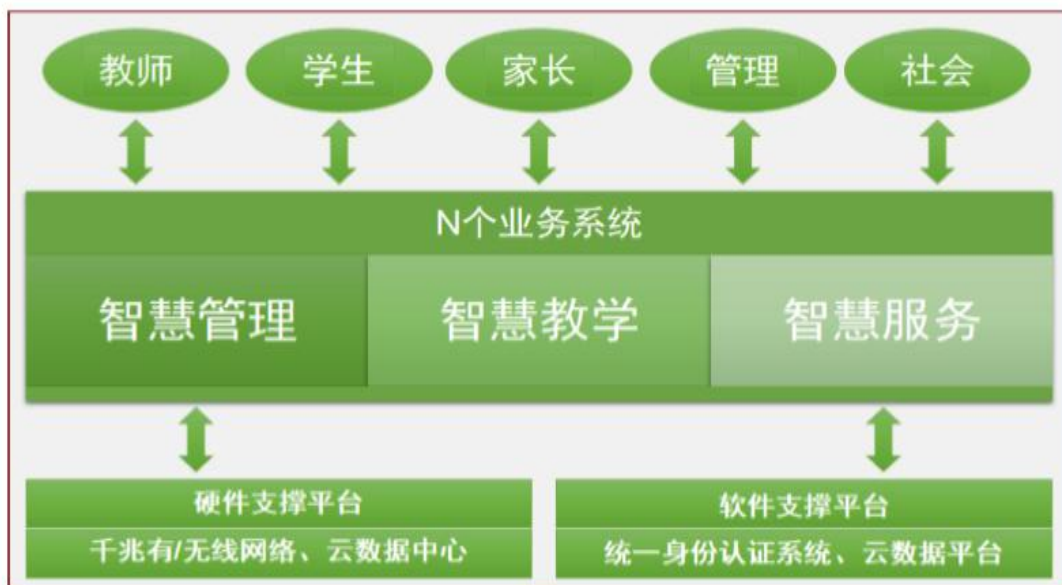 教师 学生 家长 管理 社会
N个业务系统
智慧管理 智慧教学 智慧服务
硬件支撑平台 软件支撑平台
千兆有/无线网络、云数据中心 统一身份认证系统、云数据平台